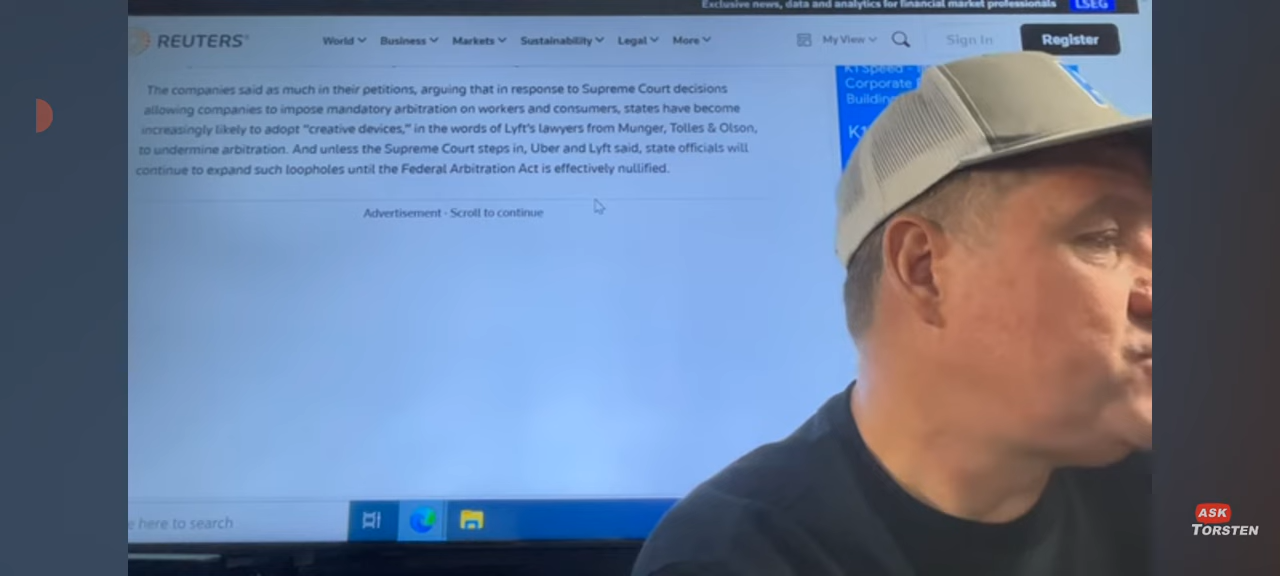 Exclusive news, data and analytics for financial market professionals LSEG
REUTERS
World Business Markets Sustainability Legal More My View Sign In Register
The companies said as much in their petitions, arguing that in response to Supreme Court decisions
allowing companies to impose mandatory arbitration on workers and consumers, states have become
increasingly likely to adopt "creative devices," in the words of Lyft's lawyers from Munger, Tolles & Olson,
to undermine arbitration. And unless the Supreme Court steps in, Uber and Lyft said, state officials will
continue to expand such loopholes until the Federal Arbitration Act is effectively nullified.
K1Speed
Corporate
Building
K1
Advertisement · Scroll to continue
e here to search
ASK
TORSTEN